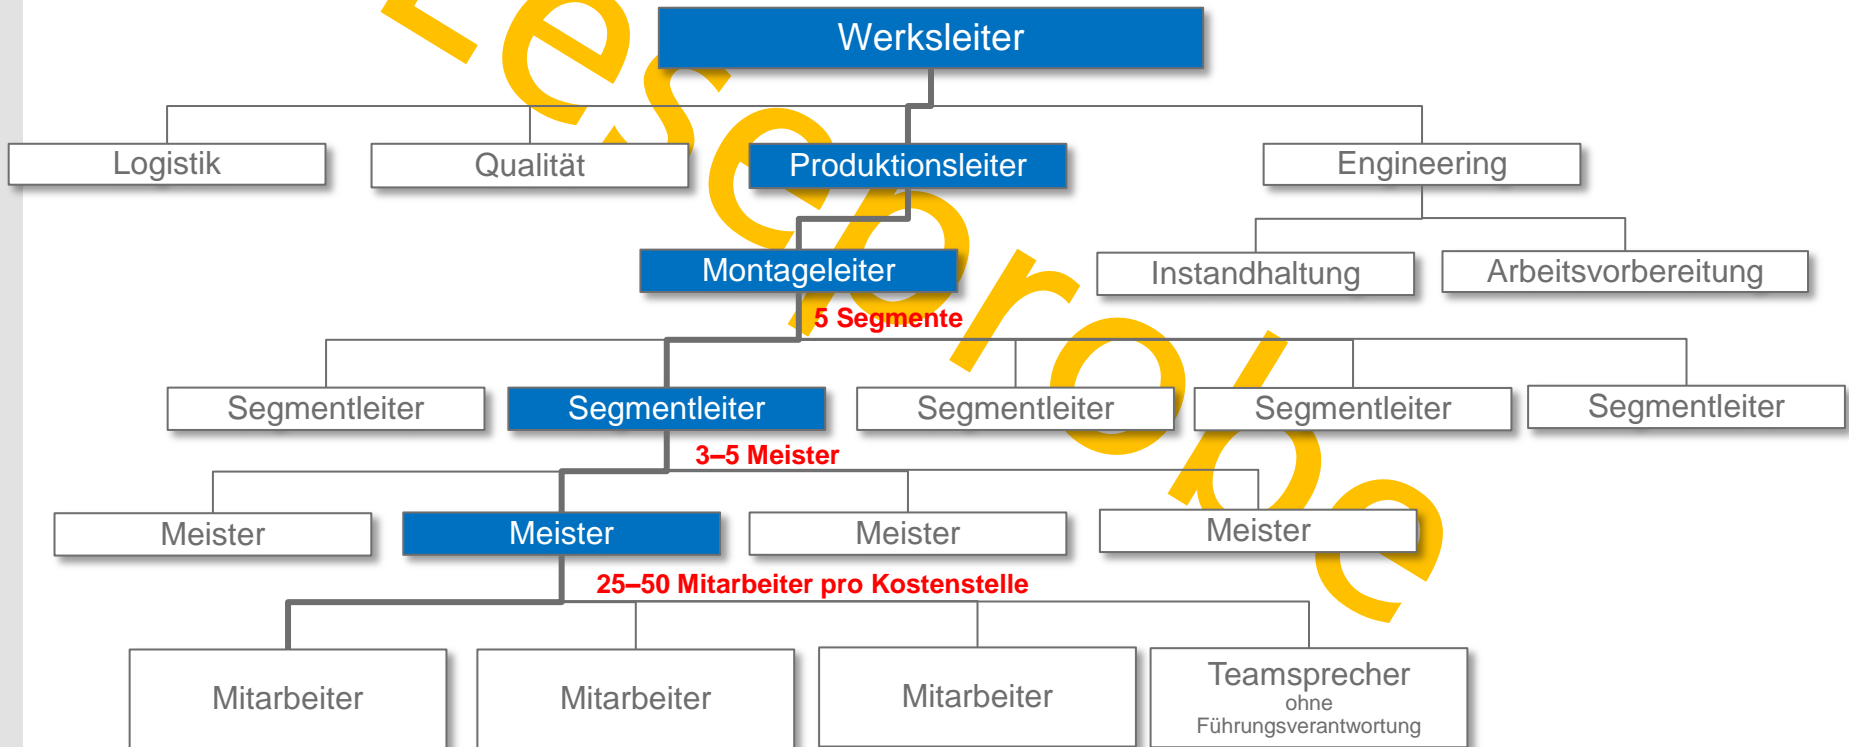 Werksleiter
Logistik
Qualität
Produktionsleiter
Engineering
Montageleiter
Instandhaltung
Arbeitsvorbereitung
5 Segmente
Segmentleiter
Segmentleiter
Segmentleiter
Segmentleiter
Segmentleiter
3–5 Meister
Meister
Meister
Meister
Meister
25–50 Mitarbeiter pro Kostenstelle
Mitarbeiter
Mitarbeiter
Mitarbeiter
Teamsprecher
ohne
Führungsverantwortung
Leseprobe